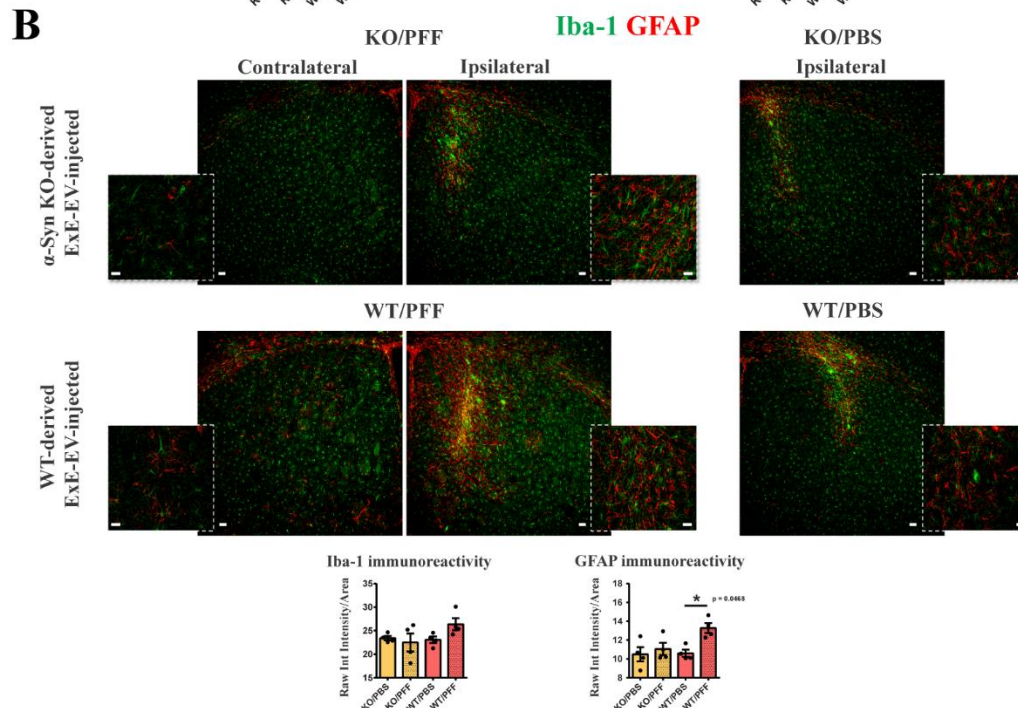 B
Iba-1 GFAP
KO/PFF
KO/PBS
Contralateral
Ipsilateral
Ipsilateral
α-Syn KO-derived
ExE-EV-injected
WT/PFF
WT/PBS
WT-derived
ExE-EV-injected
Iba-1 immunoreactivity
Raw Int Intensity/Area
35
30
25
20
15
KO/PBS
KO/PFF
WT/PBS
WT/PFF
GFAP immunoreactivity
Raw Int Intensity/Area
18
16
14
12
10
8
* p = 0.0468
KO/PBS
KO/PFF
WT/PBS
WT/PFF